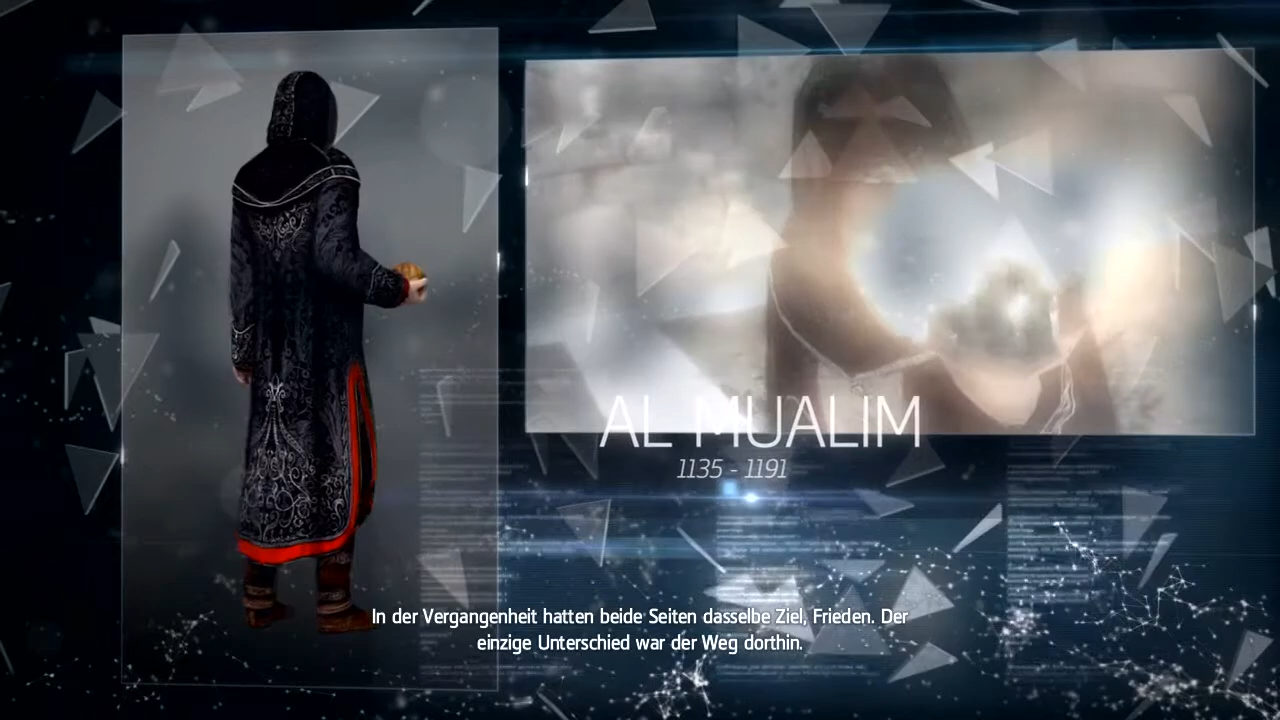 AL MUALIM
1135 - 1191
In der Vergangenheit hatten beide Seiten dasselbe Ziel, Frieden. Der
einzige Unterschied war der Weg dorthin.